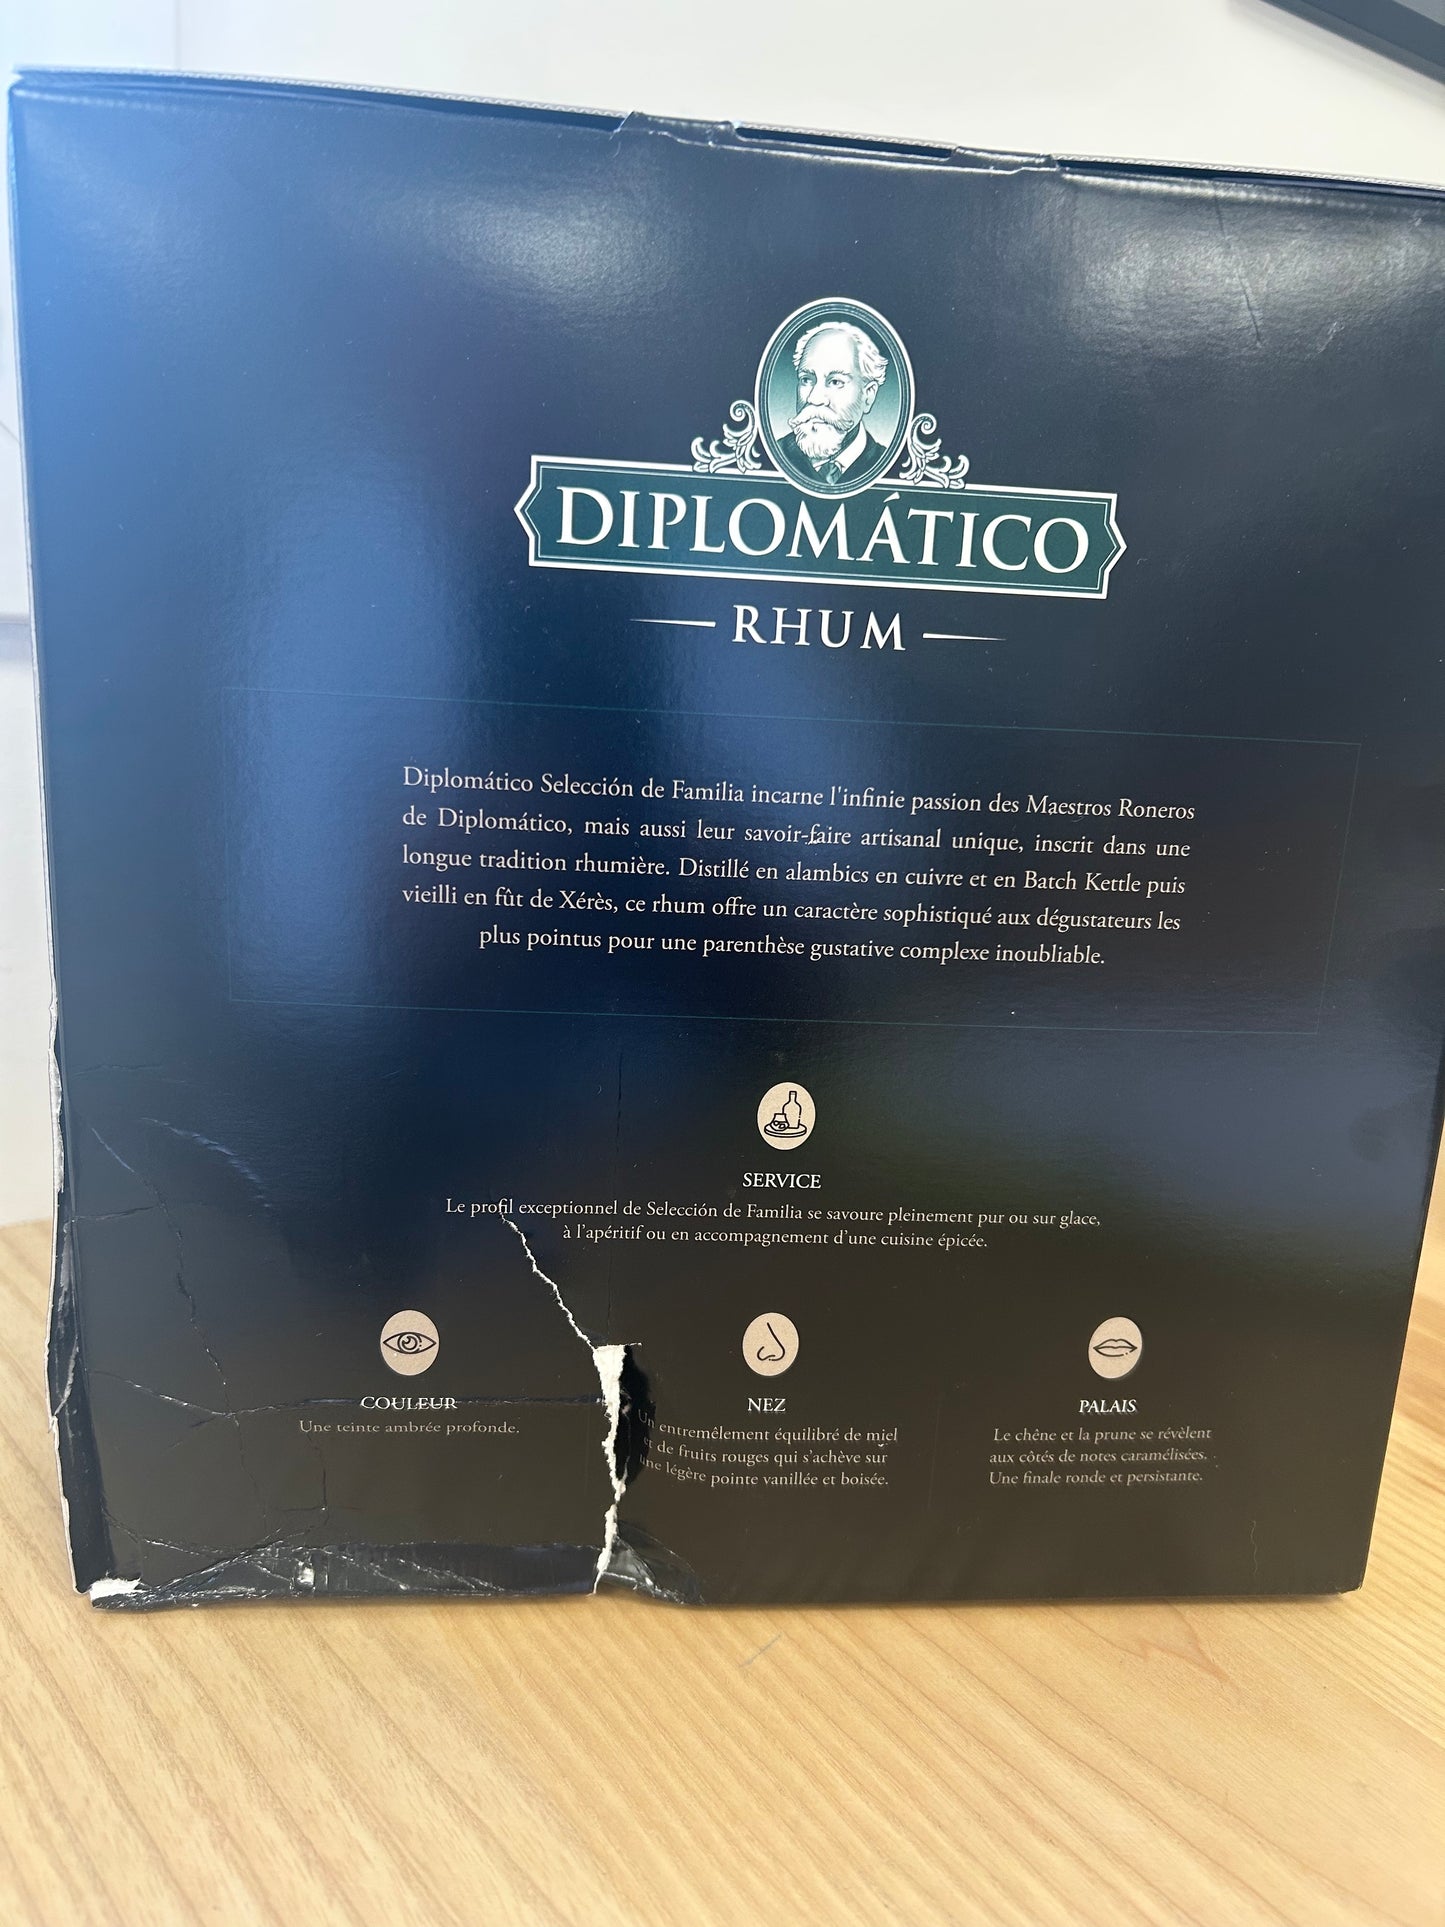 DIPLOMÁTICO
RHUM
Diplomático Selección de Familia incarne l'infinie passion des Maestros Roneros
de Diplomático, mais aussi leur savoir-faire artisanal unique, inscrit dans une
longue tradition rhumière. Distillé en alambics en cuivre et en Batch Kettle puis
vieilli en fût de Xérès, ce rhum offre un caractère sophistiqué aux dégustateurs les
plus pointus pour une parenthèse gustative complexe inoubliable.
SERVICE
Le profil exceptionnel de Selección de Familia se savoure pleinement pur ou sur glace,
à l'apéritif ou en accompagnement d'une cuisine épicée.
COULEUR
Une teinte ambrée profonde.
NEZ
Un entremêlement équilibré de miel
et de fruits rouges qui s'achève sur
une légère pointe vanillée et boisée.
PALAIS
Le chêne et la prune se révèlent
aux côtés de notes caramélisées.
Une finale ronde et persistante.